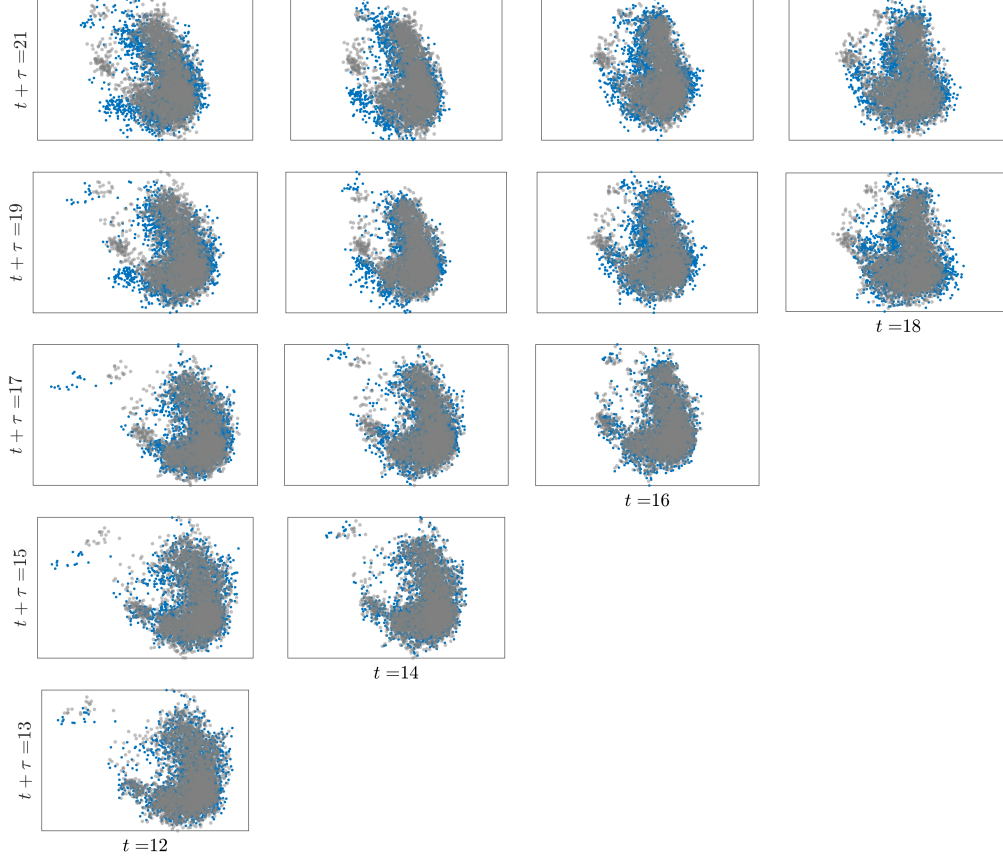 t + τ =21
t + τ =19
t =18
t + τ =17
t =16
t + τ =15
t =14
t + τ =13
t =12